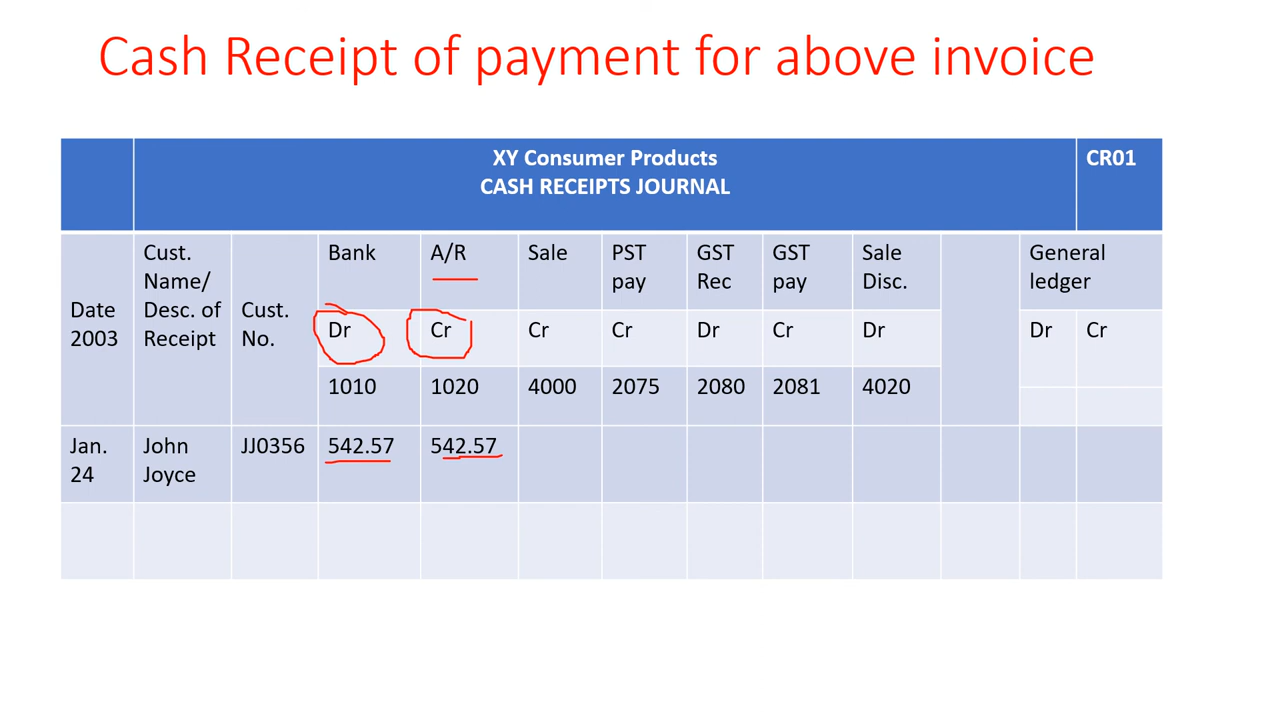 Cash Receipt of payment for above invoice
XY Consumer Products
CASH RECEIPTS JOURNAL
CR01
Date
2003
Cust.
Name/
Desc. of
Receipt
Cust.
No.
Bank
A/R
Sale
PST
pay
GST
Rec
GST
pay
Sale
Disc.
General
ledger
Dr
Cr
Cr
Cr
Dr
Cr
Dr
Dr
Cr
1010
1020
4000
2075
2080
2081
4020
Jan.
24
John
Joyce
JJ0356
542.57
542.57